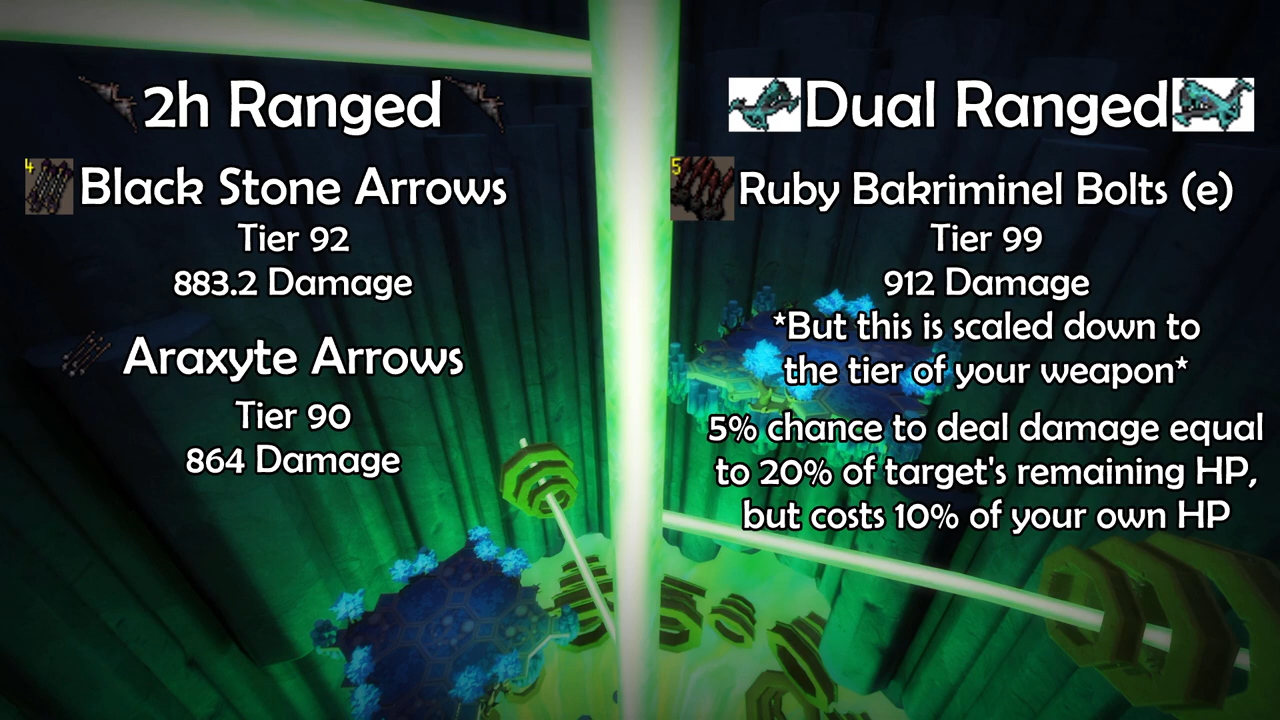 2h Ranged
4
Black Stone Arrows
Tier 92
883.2 Damage
Araxyte Arrows
Tier 90
864 Damage
Dual Ranged
5
Ruby Bakriminel Bolts (e)
Tier 99
912 Damage
*But this is scaled down to
the tier of your weapon*
5% chance to deal damage equal
to 20% of target's remaining HP,
but costs 10% of your own HP